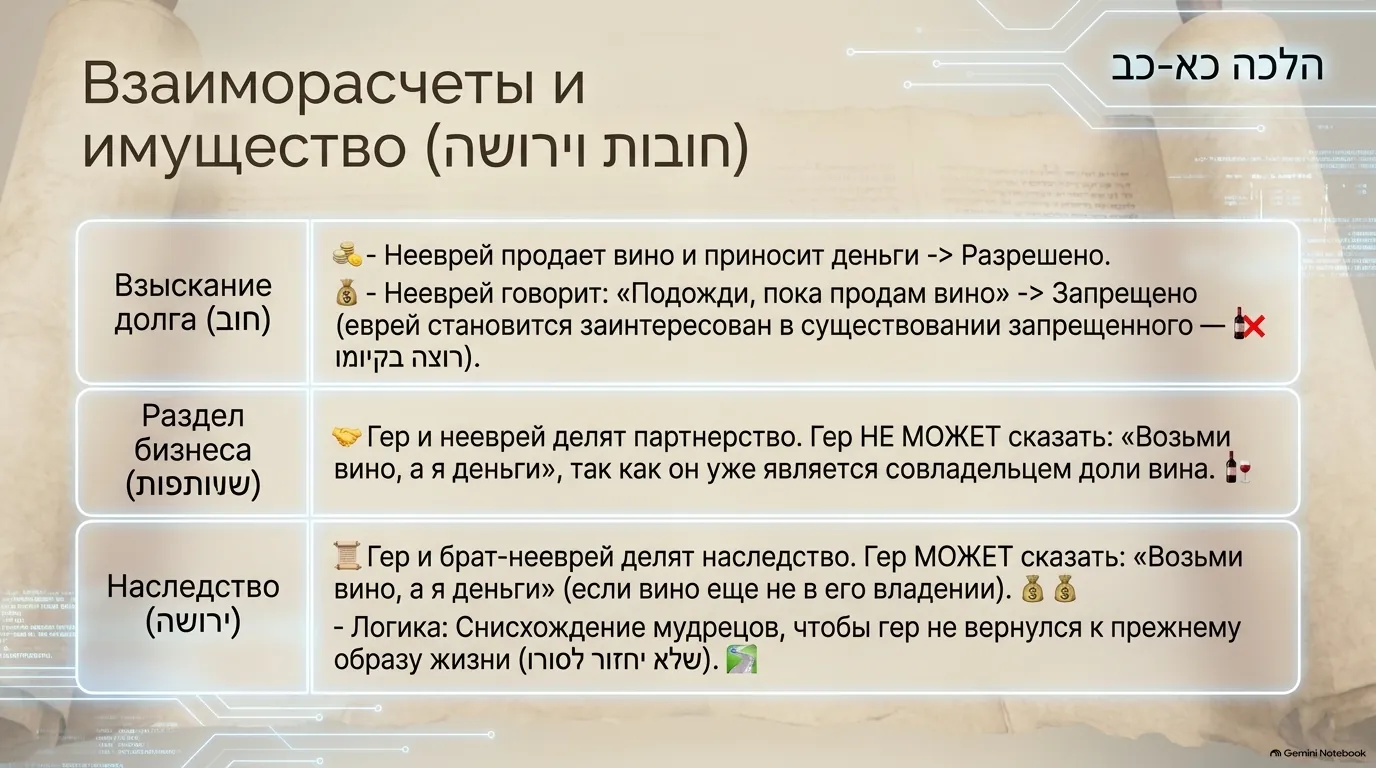 הלכה כא-כב
Взаиморасчеты и
имущество (חובות וירושה)
Взыскание
долга (חוב)
💰 - Нееврей продает вино и приносит деньги -> Разрешено.
💰 - Нееврей говорит: «Подожди, пока продам вино» -> Запрещено
(еврей становится заинтересован в существовании запрещенного — 🍾❌
רוצה בקיומו).
Раздел
бизнеса
(שותפות)
🤝 Гер и нееврей делят партнерство. Гер НЕ МОЖЕТ сказать: «Возьми
вино, а я деньги», так как он уже является совладельцем доли вина. 🍷
Наследство
(ירושה)
📜 Гер и брат-нееврей делят наследство. Гер МОЖЕТ сказать: «Возьми
вино, а я деньги» (если вино еще не в его владении). 💰 💰
- Логика: Снисхождение мудрецов, чтобы гер не вернулся к прежнему
образу жизни (שלא יחזור לסורו). 🛣️
Gemini Notebook